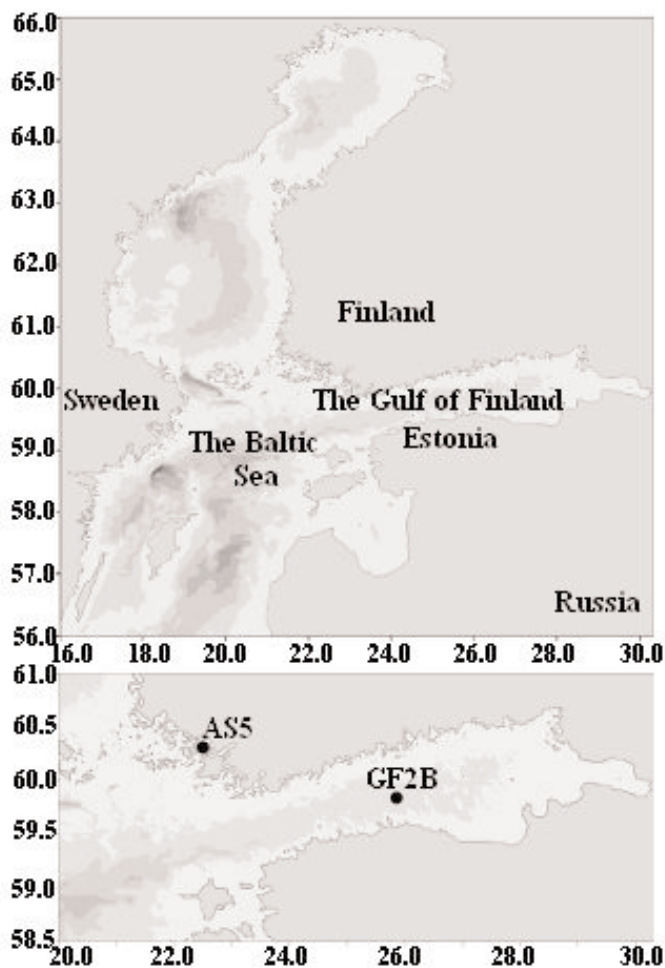 66.0
65.0
64.0
63.0
62.0
61.0
Finland
60.0
Sweden
The Gulf of Finland
59.0
The Baltic
Sea
Estonia
58.0
57.0
Russia
56.0
16.0 18.0 20.0 22.0 24.0 26.0 28.0 30.0
61.0
60.5
AS5
60.0
GF2B
59.5
59.0
58.5
20.0 22.0 24.0 26.0 28.0 30.0